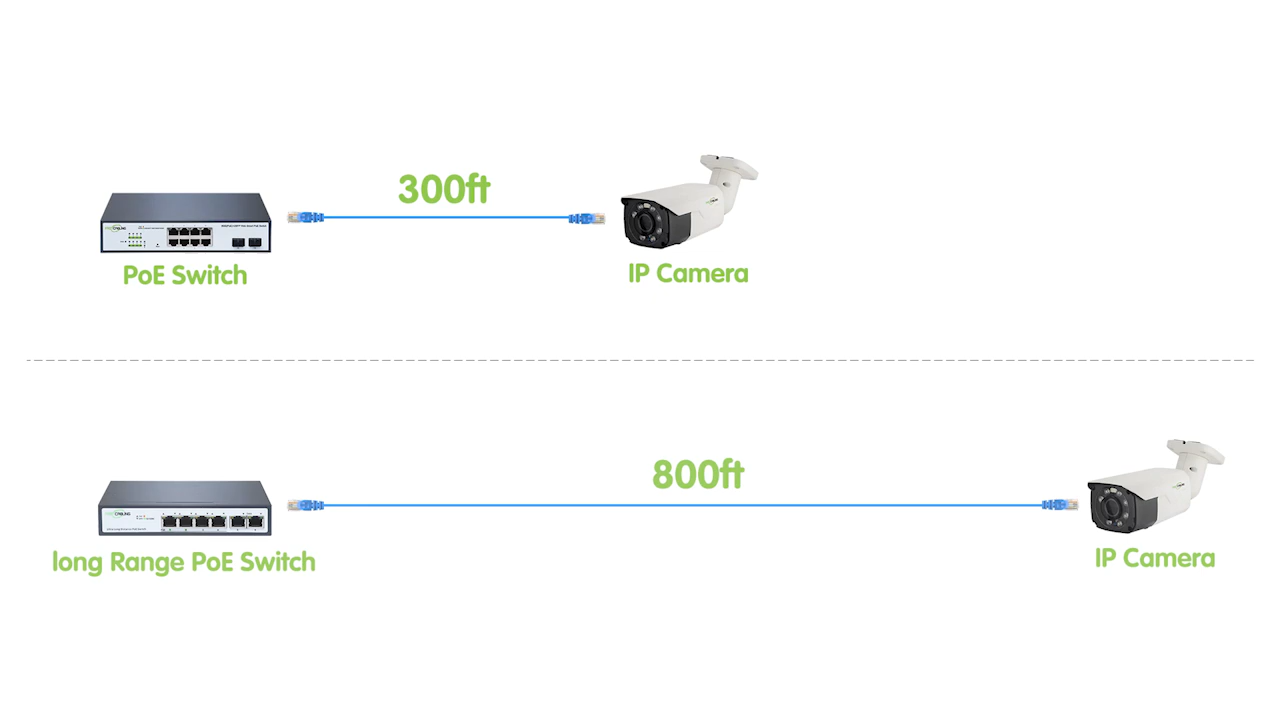 300ft
PoE Switch
IP Camera
800ft
long Range PoE Switch
IP Camera